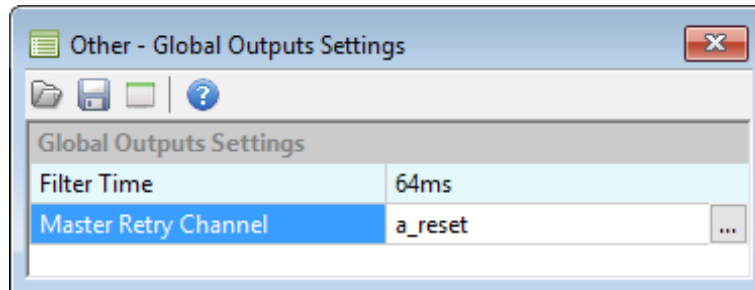 Other - Global Outputs Settings
?
Global Outputs Settings
Filter Time 64ms
Master Retry Channel a_reset ...